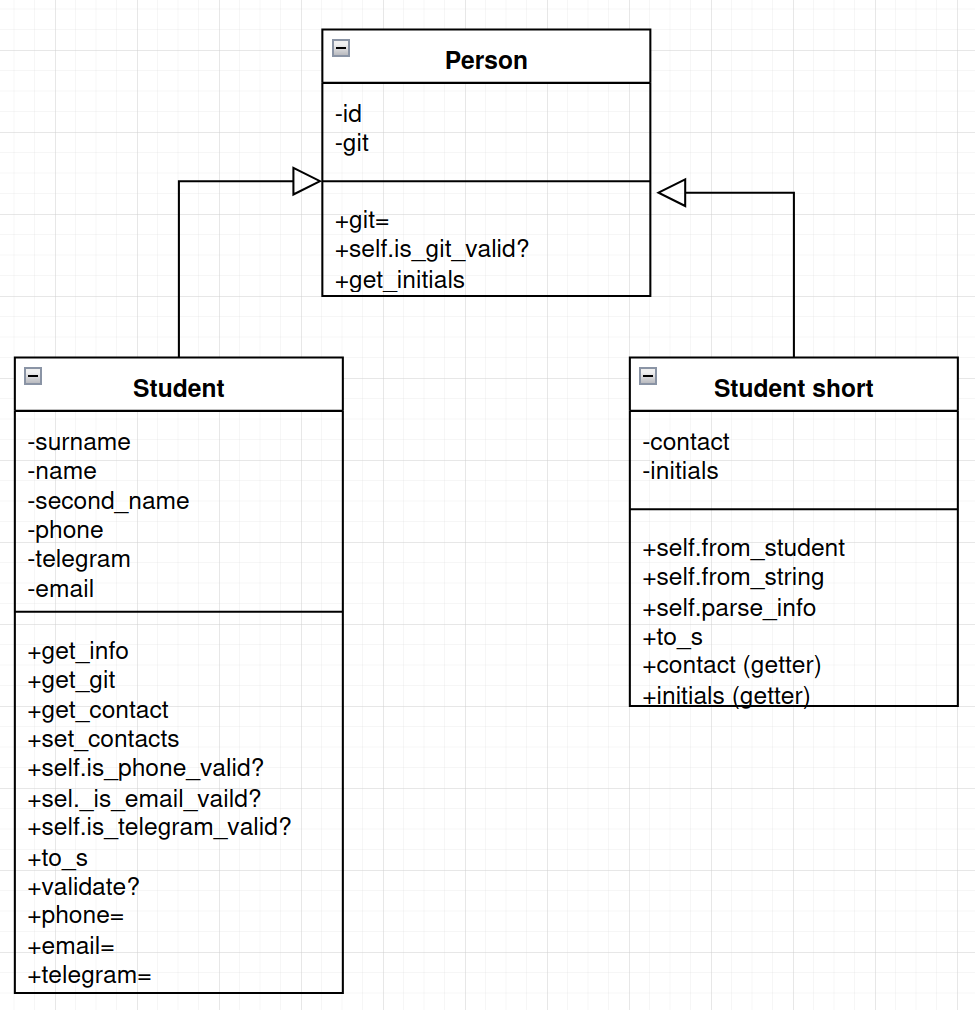 Person
-id
-git
+git=
+self.is_git_valid?
+get_initials
Student
-surname
-name
-second_name
-phone
-telegram
-email
+get_info
+get_git
+get_contact
+set_contacts
+self.is_phone_valid?
+sel._is_email_vaild?
+self.is_telegram_valid?
+to_s
+validate?
+phone=
+email=
+telegram=
Student short
-contact
-initials
+self.from_student
+self.from_string
+self.parse_info
+to_s
+contact (getter)
+initials (getter)